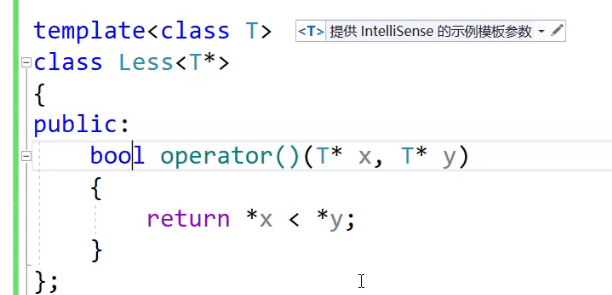 template<class T> <T> 提供 IntelliSense 的示例模板参数
class Less<T*>
{
public:
    bool operator()(T* x, T* y)
    {
        return *x < *y;
    }
};